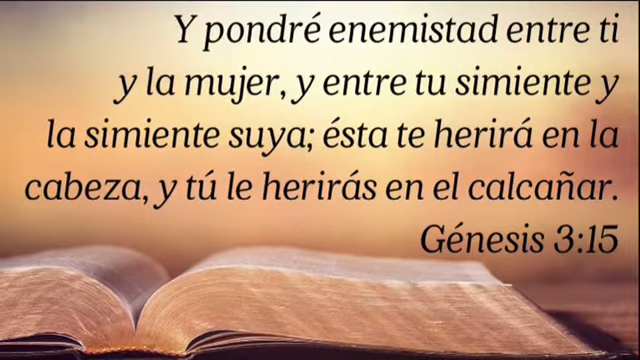 Y pondré enemistad entre ti
y la mujer, y entre tu simiente y
la simiente suya; ésta te herirá en la
cabeza, y tú le herirás en el calcañar.
Génesis 3:15